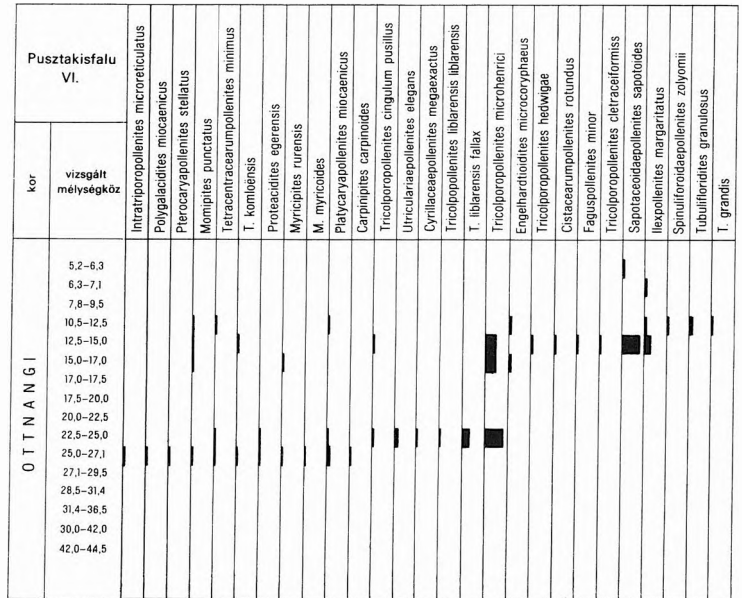 Pusztakisfalu
VI.
kor
vizsgált
mélységköz
Intratriporopollenites microreticulatus
Polygalacidites miocaenicus
Pterocaryapollenites stellatus
Momipites punctatus
Tetracentracearumpollenites minimus
T. komloënsis
Proteacidites egerensis
Myricipites rurensis
M. myricoides
Platycaryapollenites miocaenicus
Carpinipites carpinoides
Tricolporopollenites cingulum pusillus
Utriculariaepollenites elegans
Cyrillaceaepollenites megaexactus
Tricolpopollenites liblarensis liblarensis
T. liblarensis fallax
Tricolporopollenites microhenrici
Engelhardtioidites microcoryphaeus
Tricolporopollenites hedwigae
Cistacearumpollenites rotundus
Faguspollenites minor
Tricolporopollenites cletraceiformiss
Sapotaceoidaepollenites sapotoides
Ilexpollenites margaritatus
Spinuliforoidaepollenites zolyomii
Tubulifloridites granulosus
T. grandis
OTTNANGI
5,2–6,3
6,3–7,1
7,8–9,5
10,5–12,5
12,5–15,0
15,0–17,0
17,0–17,5
17,5–20,0
20,0–22,5
22,5–25,0
25,0–27,1
27,1–29,5
28,5–31,4
31,4–36,5
30,0–42,0
42,0–44,5